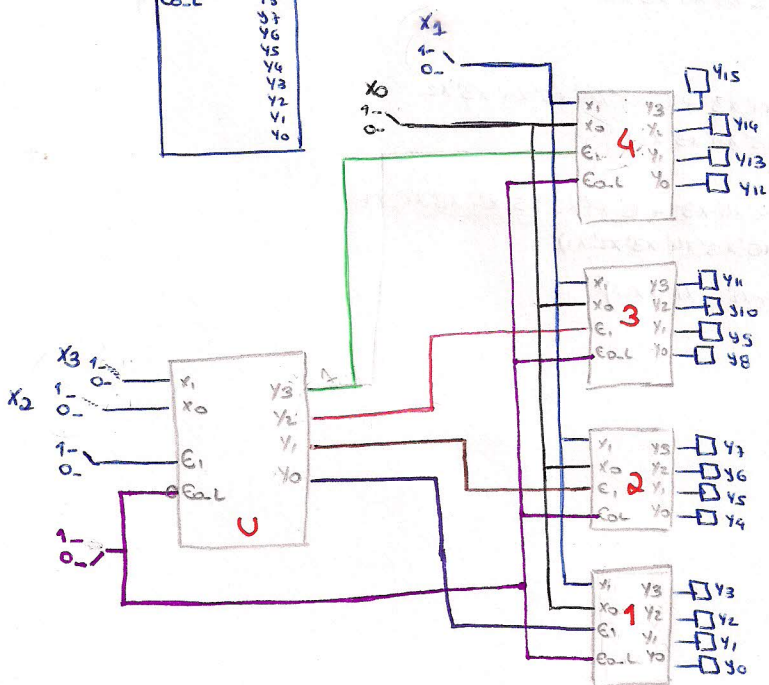 E0_L
Y7
Y6
Y5
Y4
Y3
Y2
Y1
Y0
X1
1-
0-
X0
1-
0-
X1 Y3
X0 Y2
E1 Y1
E0_L Y0
4
Y15
Y14
Y13
Y12
X1 Y3
X0 Y2
E1 Y1
E0_L Y0
3
Y11
Y10
Y9
Y8
X3 1-
0-
X2 1-
0-
1-
0-
1-
0-
X1 Y3
X0 Y2
E1 Y1
E0_L Y0
U
X1 Y3
X0 Y2
E1 Y1
E0L Y0
2
Y7
Y6
Y5
Y4
X1 Y3
X0 Y2
E1 Y1
E0_L Y0
1
Y3
Y2
Y1
Y0